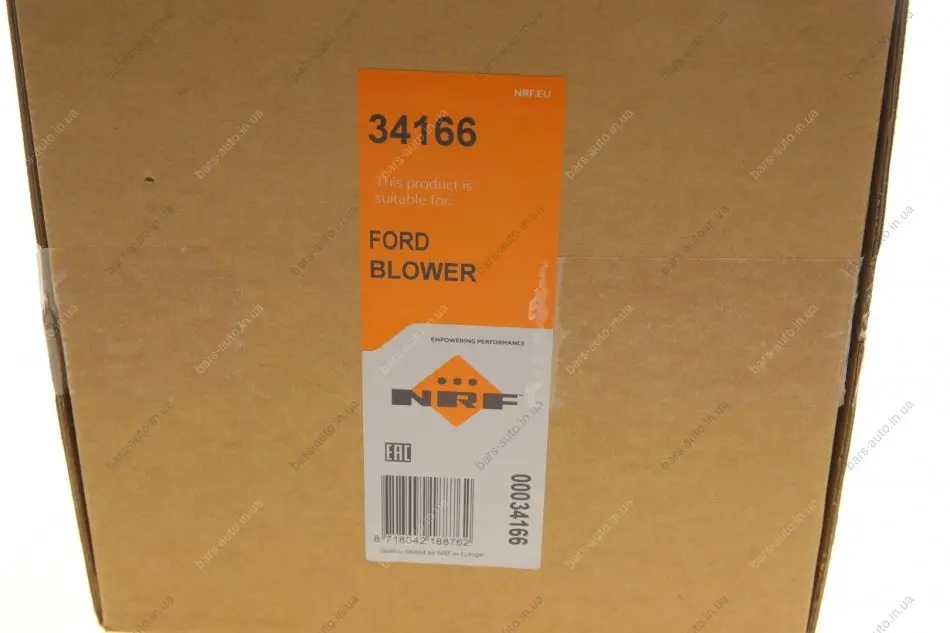 NRF.EU
34166
This product is
suitable for:
FORD
BLOWER
EMPOWERING PERFORMANCE
NRF
EAC
00034166
8 718042 188762
Quality tested by NRF in Europe
bars-auto.in.ua